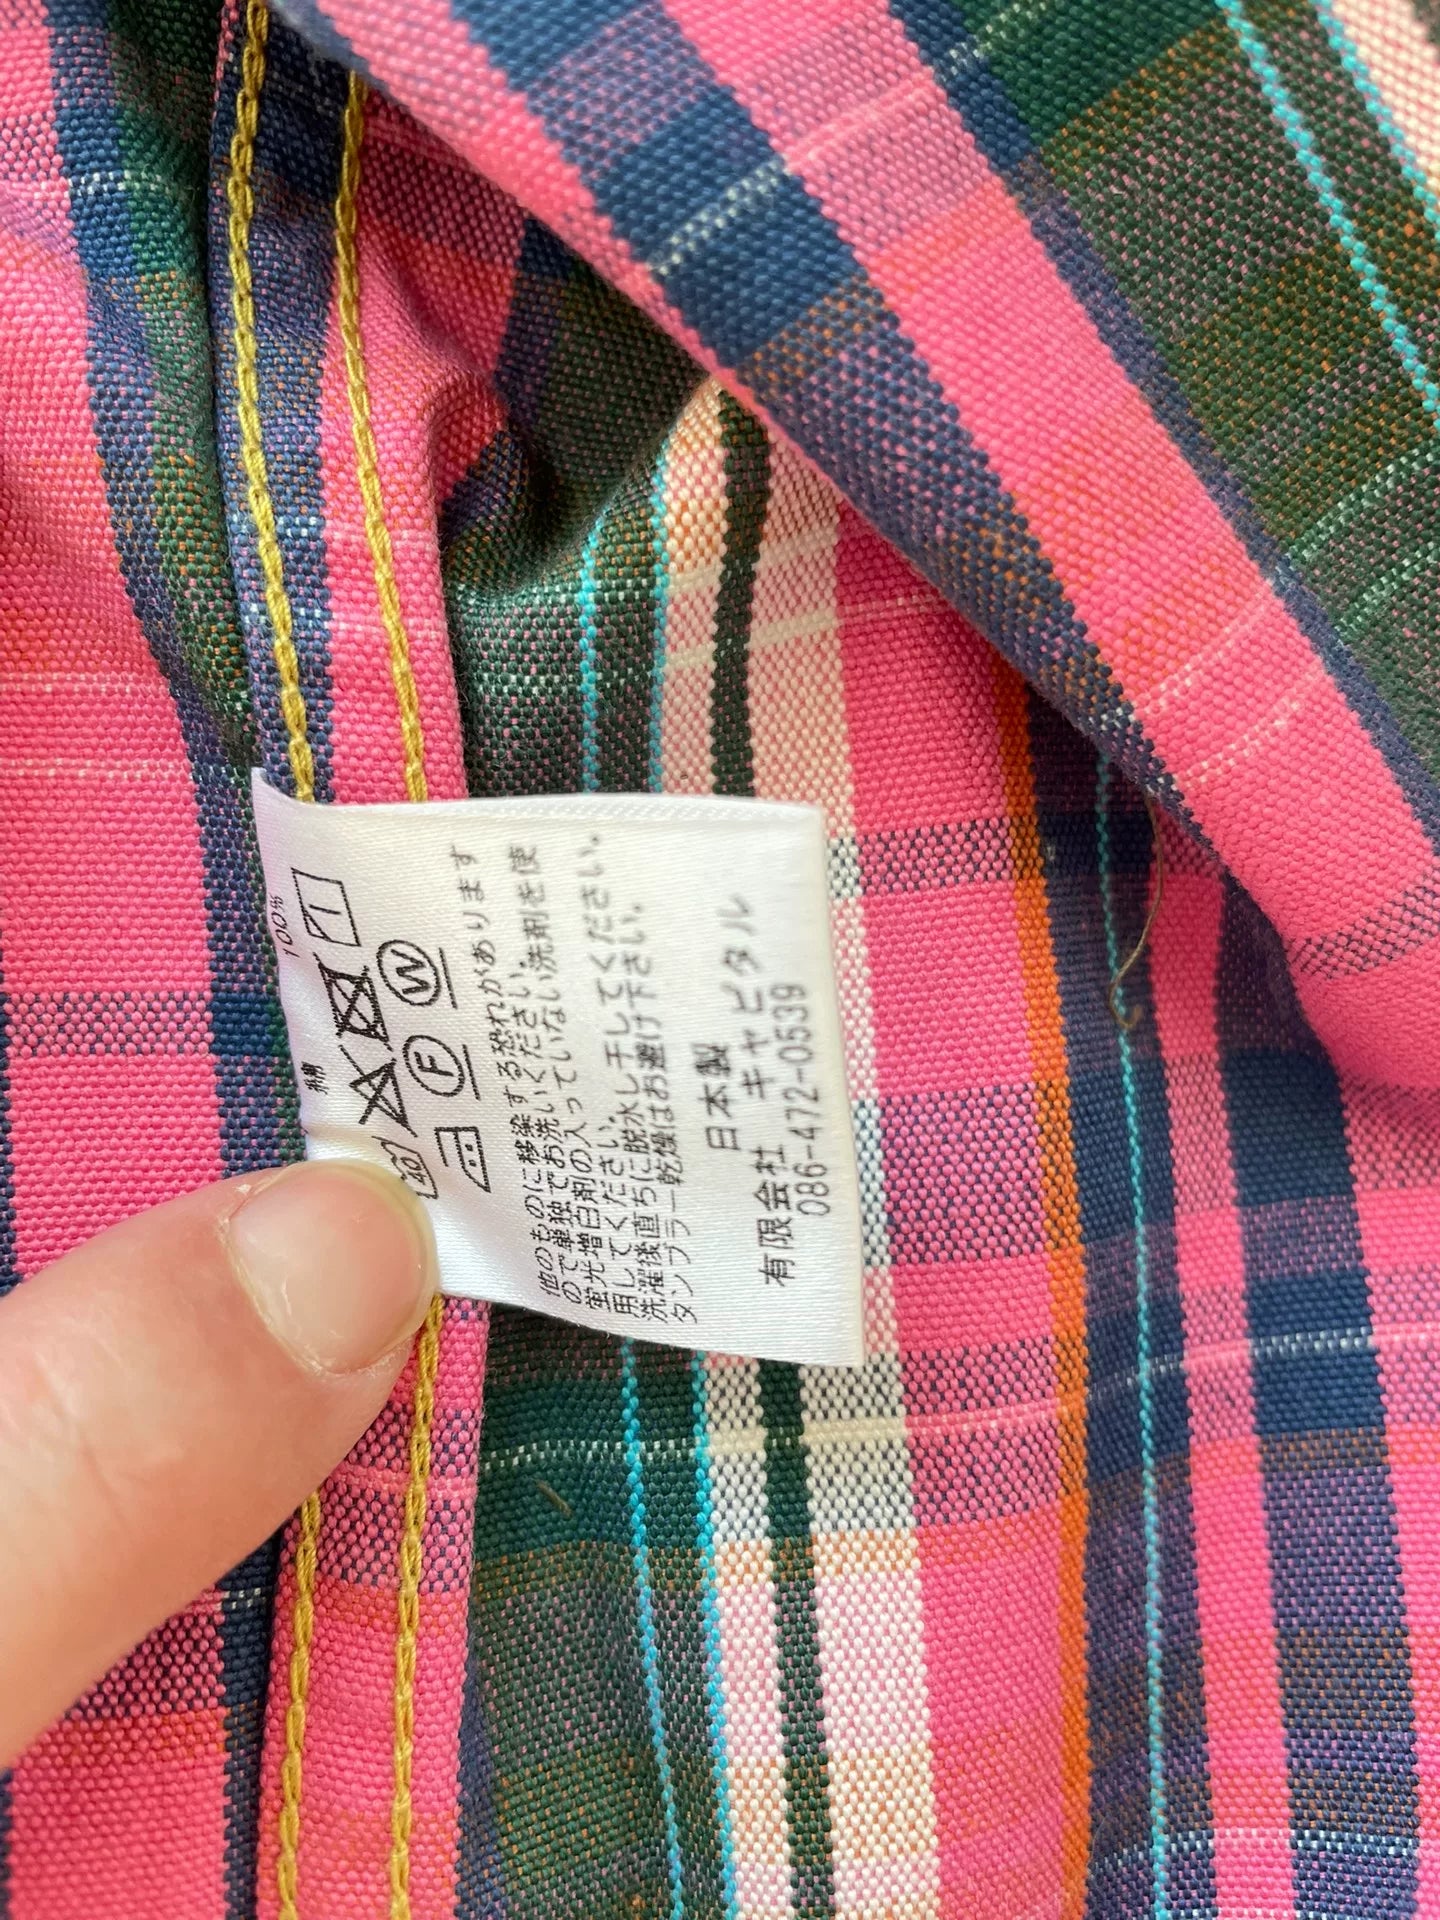 綿 100%
40
F W
他のものに移染する恐れがあります
ので単独でお洗いください。
蛍光増白剤の入っていない洗剤を使
用してください。
洗濯後直ちに脱水し干してください。
タンブラー乾燥はお避け下さい。
日本製
有限会社 キャピタル
086-472-0539